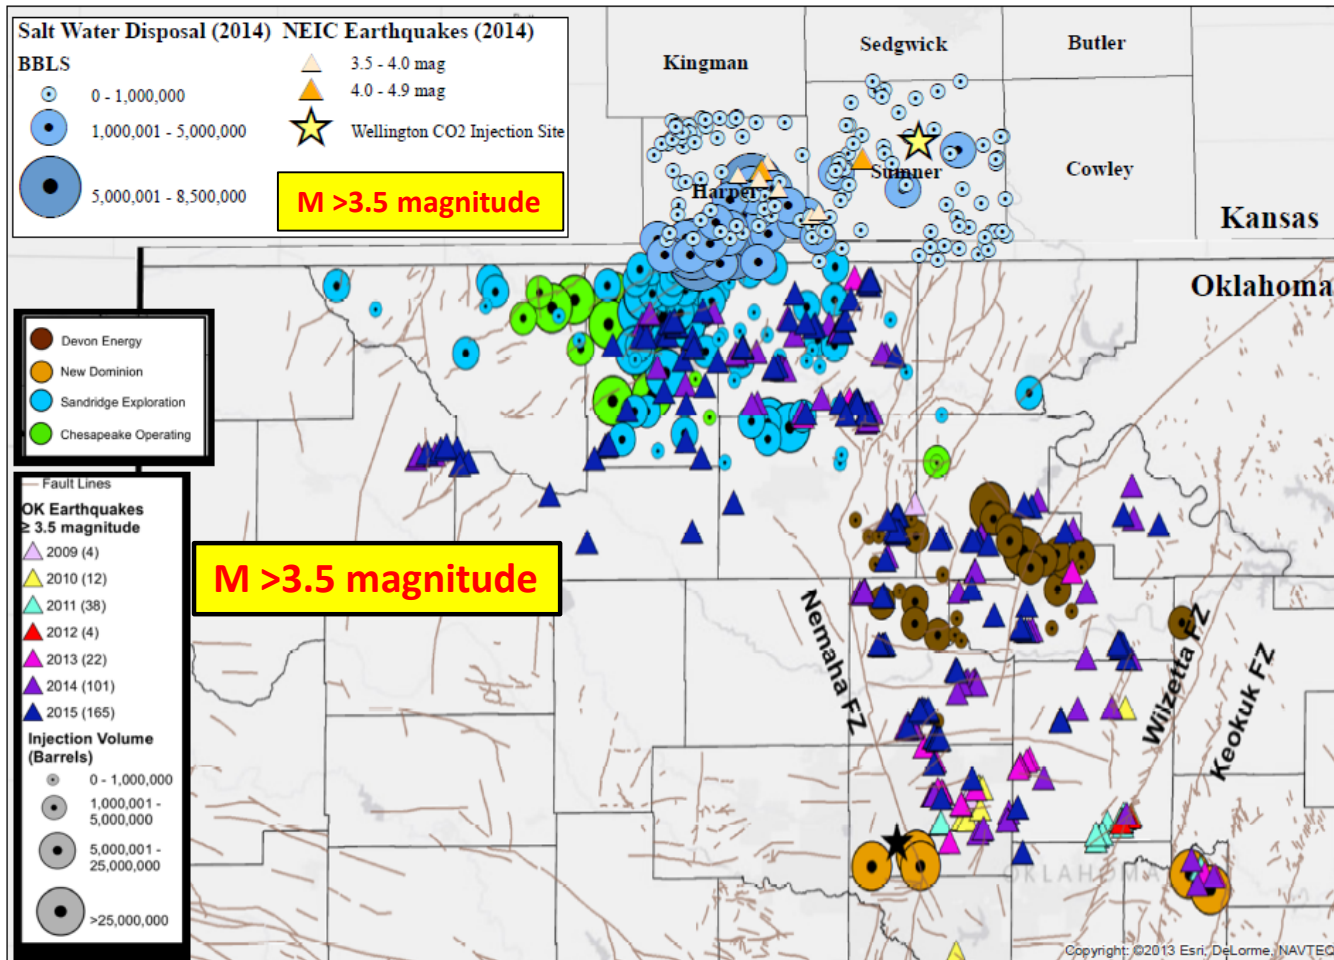 Salt Water Disposal (2014) NEIC Earthquakes (2014)
BBLS
0 - 1,000,000
1,000,001 - 5,000,000
5,000,001 - 8,500,000
3.5 - 4.0 mag
4.0 - 4.9 mag
Wellington CO2 Injection Site
M >3.5 magnitude
Kingman
Sedgwick
Butler
Harper
Sumner
Cowley
Kansas
Oklahoma
Devon Energy
New Dominion
Sandridge Exploration
Chesapeake Operating
Fault Lines
OK Earthquakes
≥ 3.5 magnitude
2009 (4)
2010 (12)
2011 (38)
2012 (4)
2013 (22)
2014 (101)
2015 (165)
Injection Volume
(Barrels)
0 - 1,000,000
1,000,001 -
5,000,000
5,000,001 -
25,000,000
>25,000,000
M >3.5 magnitude
Nemaha FZ
Wilzetta FZ
Keokuk FZ
OKLAHOMA
Copyright: ©2013 Esri, DeLorme, NAVTEQ